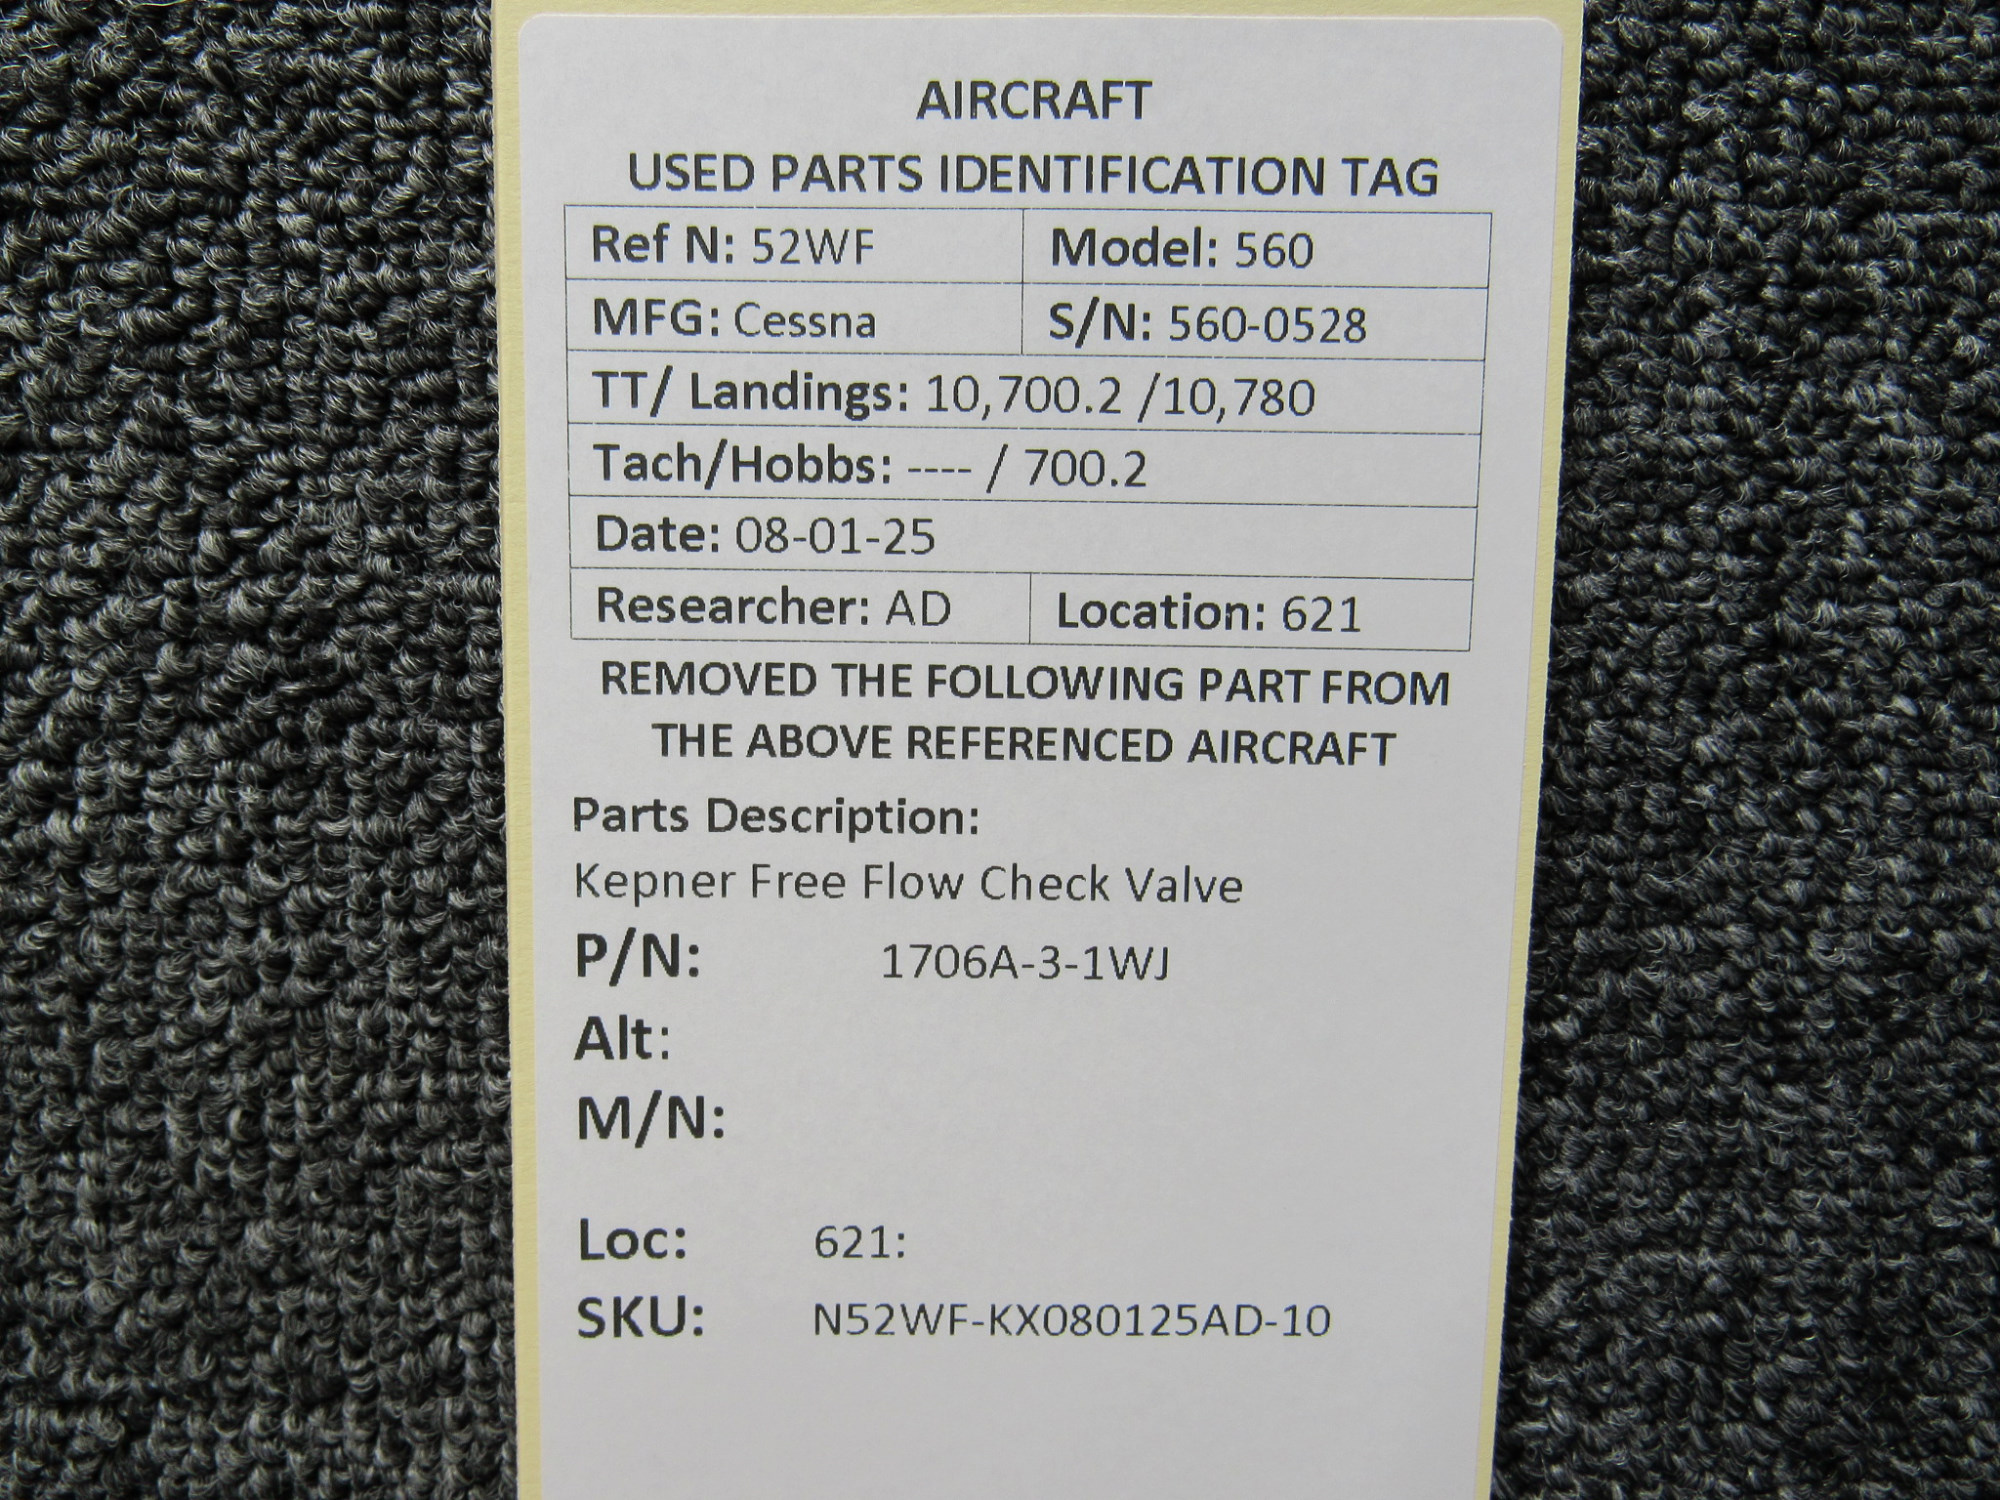 AIRCRAFT
USED PARTS IDENTIFICATION TAG
Ref N: 52WF Model: 560
MFG: Cessna S/N: 560-0528
TT/ Landings: 10,700.2 /10,780
Tach/Hobbs: ---- / 700.2
Date: 08-01-25
Researcher: AD Location: 621
REMOVED THE FOLLOWING PART FROM
THE ABOVE REFERENCED AIRCRAFT
Parts Description:
Kepner Free Flow Check Valve
P/N: 1706A-3-1WJ
Alt:
M/N:
Loc: 621:
SKU: N52WF-KX080125AD-10